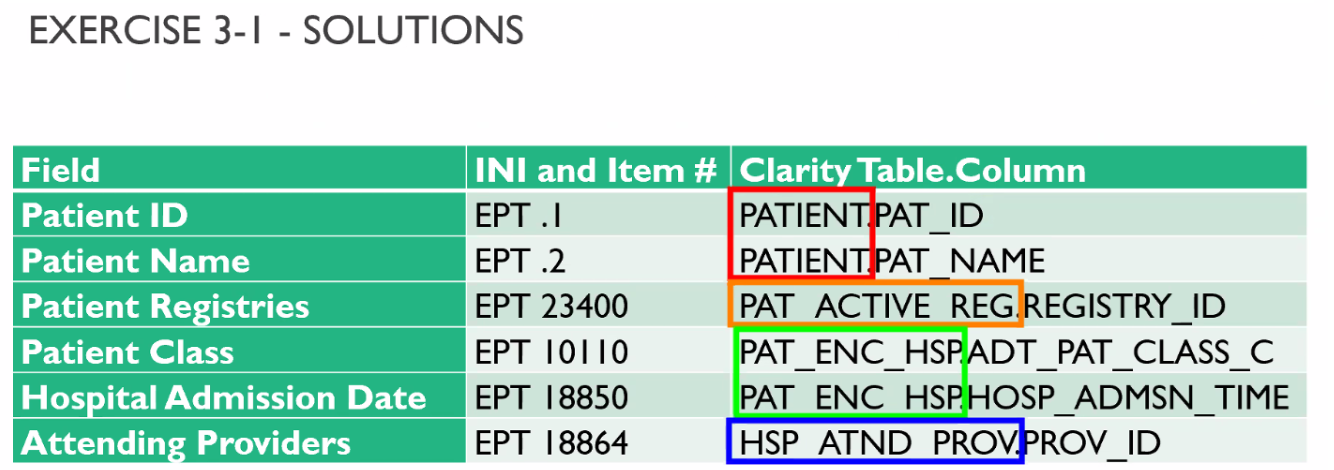 EXERCISE 3-1 - SOLUTIONS
Field INI and Item # Clarity Table.Column
Patient ID EPT .1 PATIENT.PAT_ID
Patient Name EPT .2 PATIENT.PAT_NAME
Patient Registries EPT 23400 PAT_ACTIVE_REG.REGISTRY_ID
Patient Class EPT 10110 PAT_ENC_HSP.ADT_PAT_CLASS_C
Hospital Admission Date EPT 18850 PAT_ENC_HSP.HOSP_ADMSN_TIME
Attending Providers EPT 18864 HSP_ATND_PROV.PROV_ID